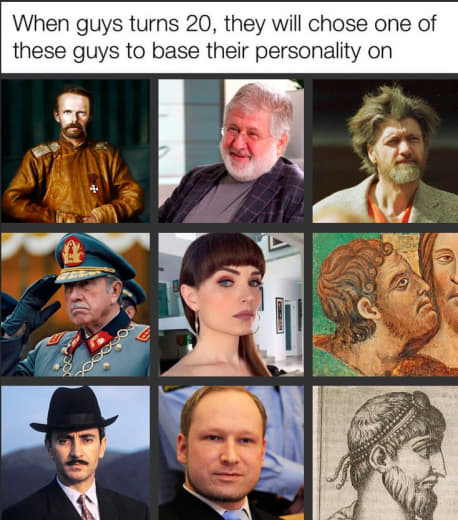 When guys turns 20, they will chose one of
these guys to base their personality on